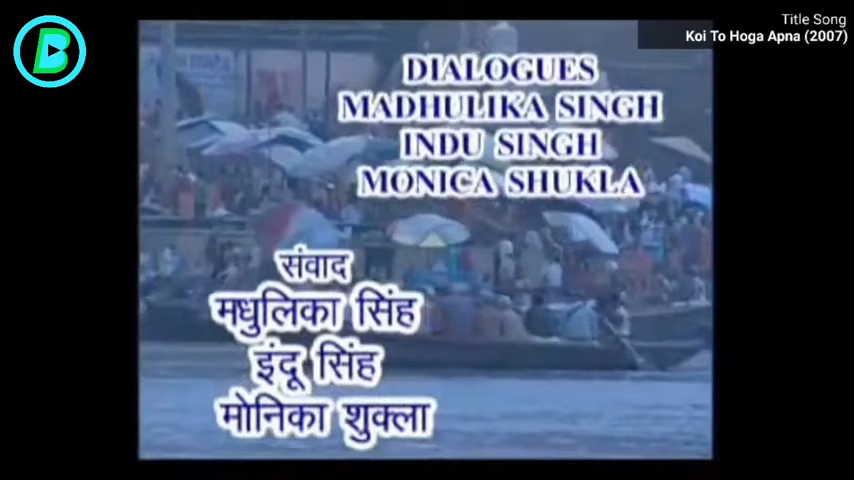 Title Song
Koi To Hoga Apna (2007)
DIALOGUES
MADHULIKA SINGH
INDU SINGH
MONICA SHUKLA
संवाद
मधुलिका सिंह
इंदू सिंह
मोनिका शुक्ला